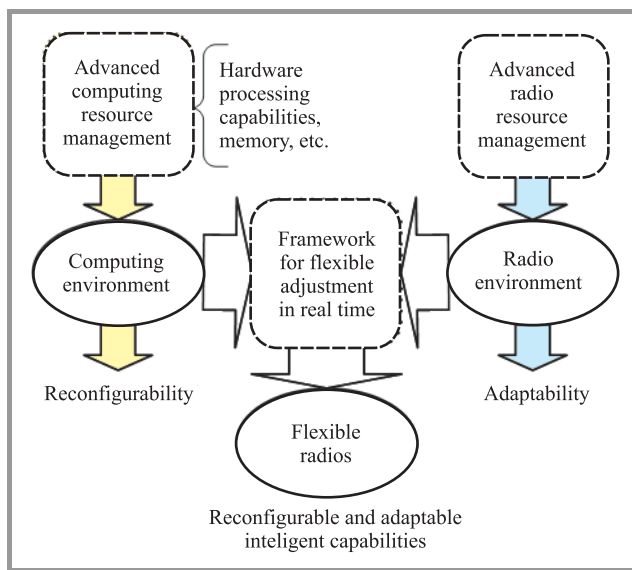 Advanced
computing
resource
management
Hardware
processing
capabilities,
memory, etc.
Advanced
radio
resource
management
Computing
environment
Framework
for flexible
adjustment
in real time
Radio
environment
Reconfigurability
Adaptability
Flexible
radios
Reconfigurable and adaptable
inteligent capabilities